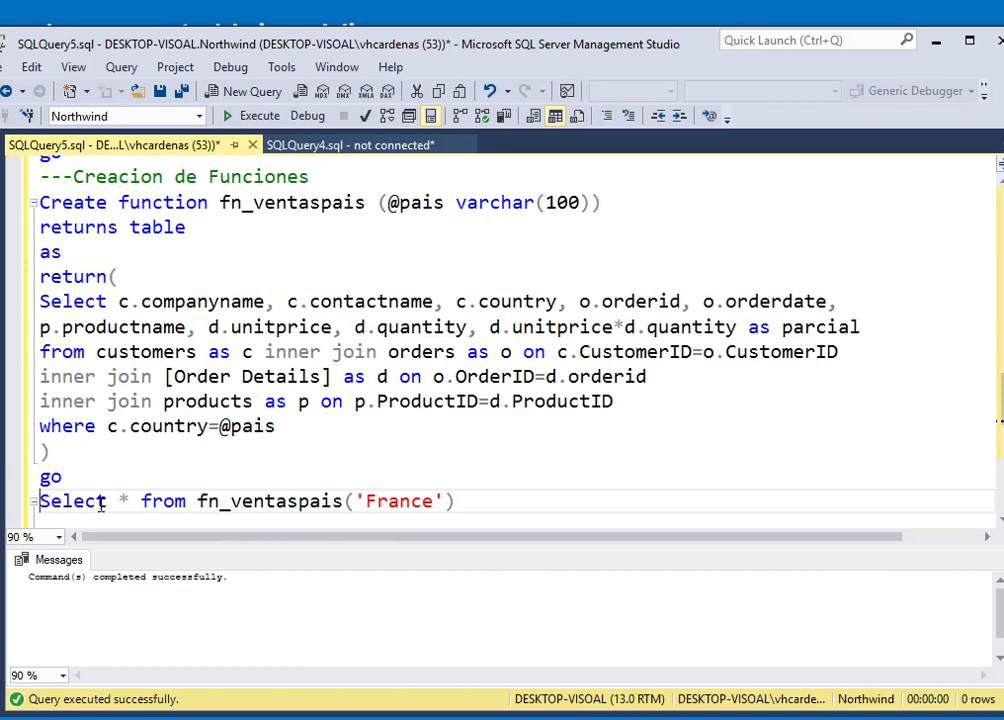 SQLQuery5.sql - DESKTOP-VISOAL.Northwind (DESKTOP-VISOAL\vhcardenas (53))* - Microsoft SQL Server Management Studio
Quick Launch (Ctrl+Q)
Edit View Query Project Debug Tools Window Help
New Query
Generic Debugger
Northwind
Execute Debug
SQLQuery5.sql - DE...L\vhcardenas (53))*
SQLQuery4.sql - not connected*
go
---Creacion de Funciones
Create function fn_ventaspais (@pais varchar(100))
returns table
as
return(
Select c.companyname, c.contactname, c.country, o.orderid, o.orderdate,
p.productname, d.unitprice, d.quantity, d.unitprice*d.quantity as parcial
from customers as c inner join orders as o on c.CustomerID=o.CustomerID
inner join [Order Details] as d on o.OrderID=d.orderid
inner join products as p on p.ProductID=d.ProductID
where c.country=@pais
)
go
Select * from fn_ventaspais('France')
90 %
Messages
Command(s) completed successfully.
90 %
Query executed successfully.
DESKTOP-VISOAL (13.0 RTM)
DESKTOP-VISOAL\vhcarde...
Northwind
00:00:00
0 rows